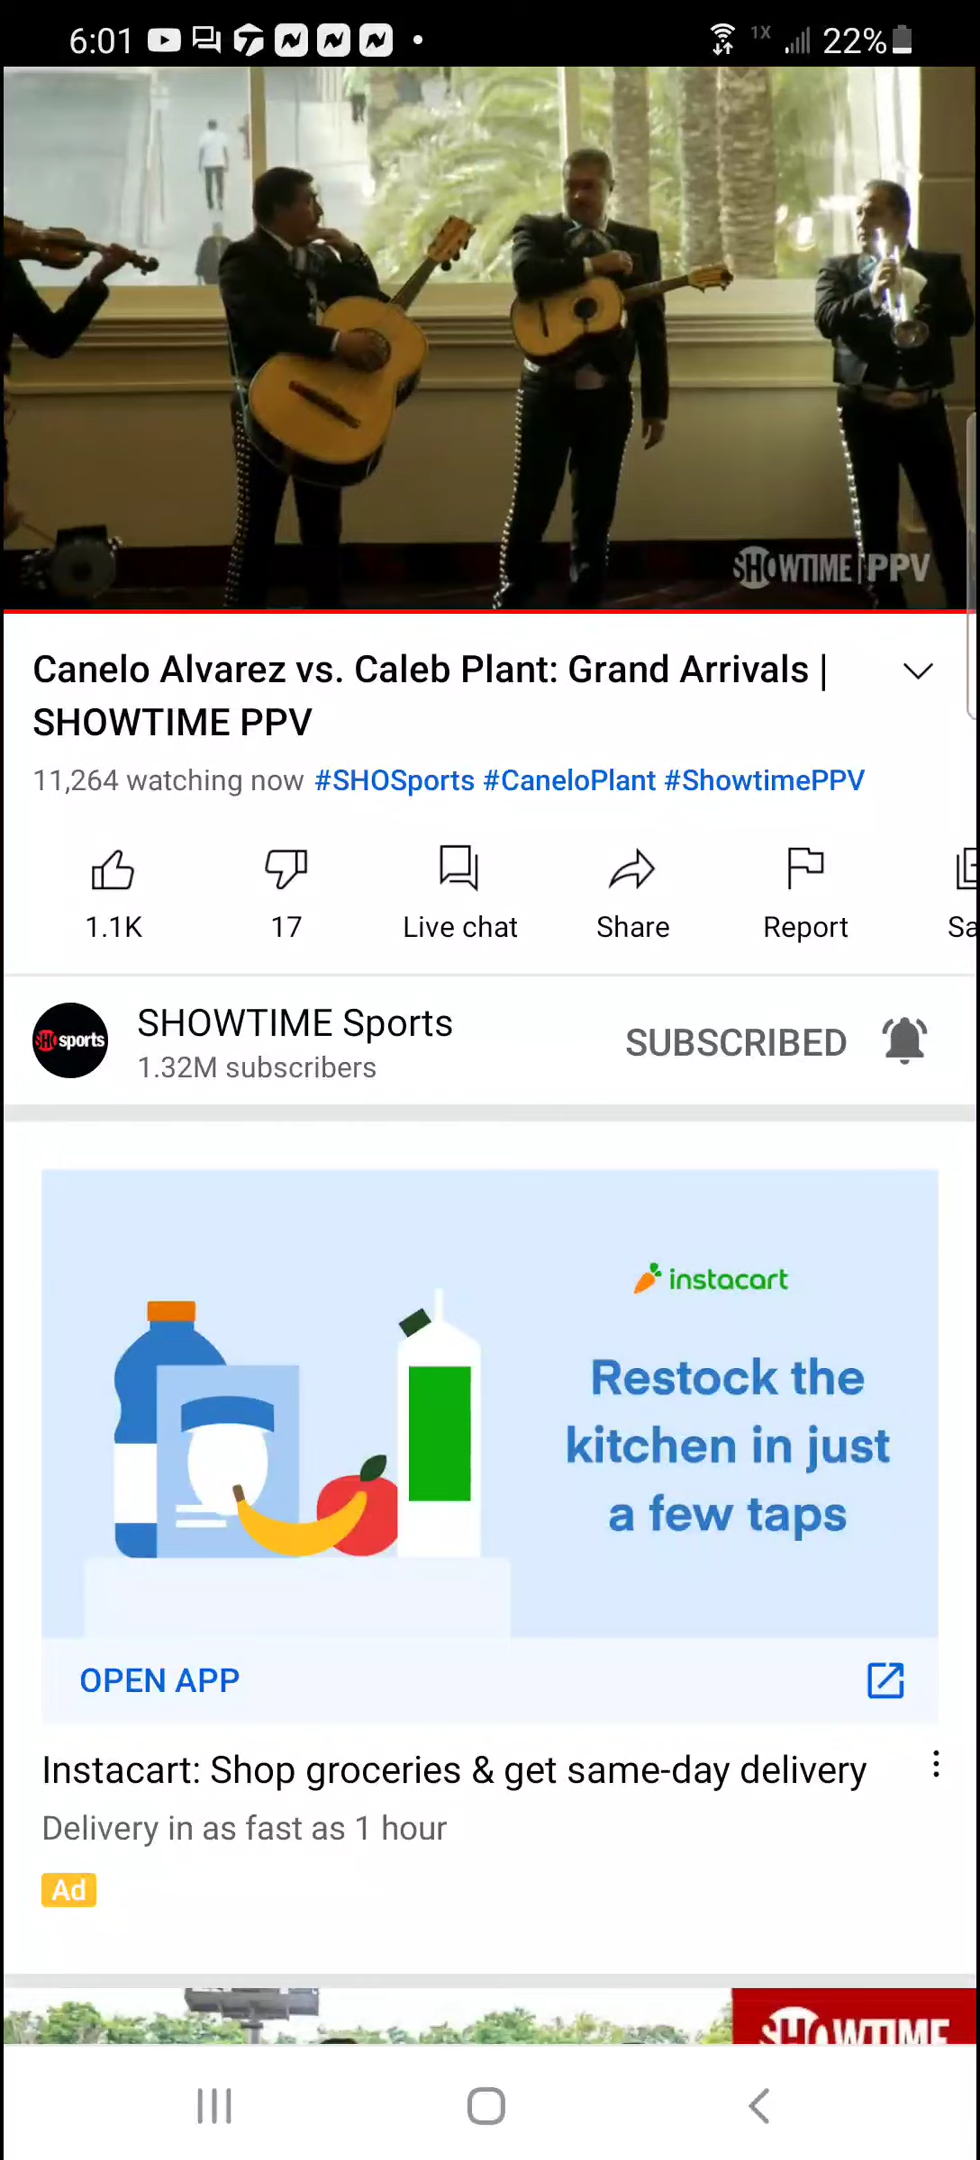 6:01
1X
22%
SHOWTIME | PPV
Canelo Alvarez vs. Caleb Plant: Grand Arrivals |
SHOWTIME PPV
11,264 watching now #SHOSports #CaneloPlant #ShowtimePPV
1.1K
17
Live chat
Share
Report
Sa
SHO sports
SHOWTIME Sports
1.32M subscribers
SUBSCRIBED
instacart
Restock the
kitchen in just
a few taps
OPEN APP
Instacart: Shop groceries & get same-day delivery
Delivery in as fast as 1 hour
Ad
SHOWTIME